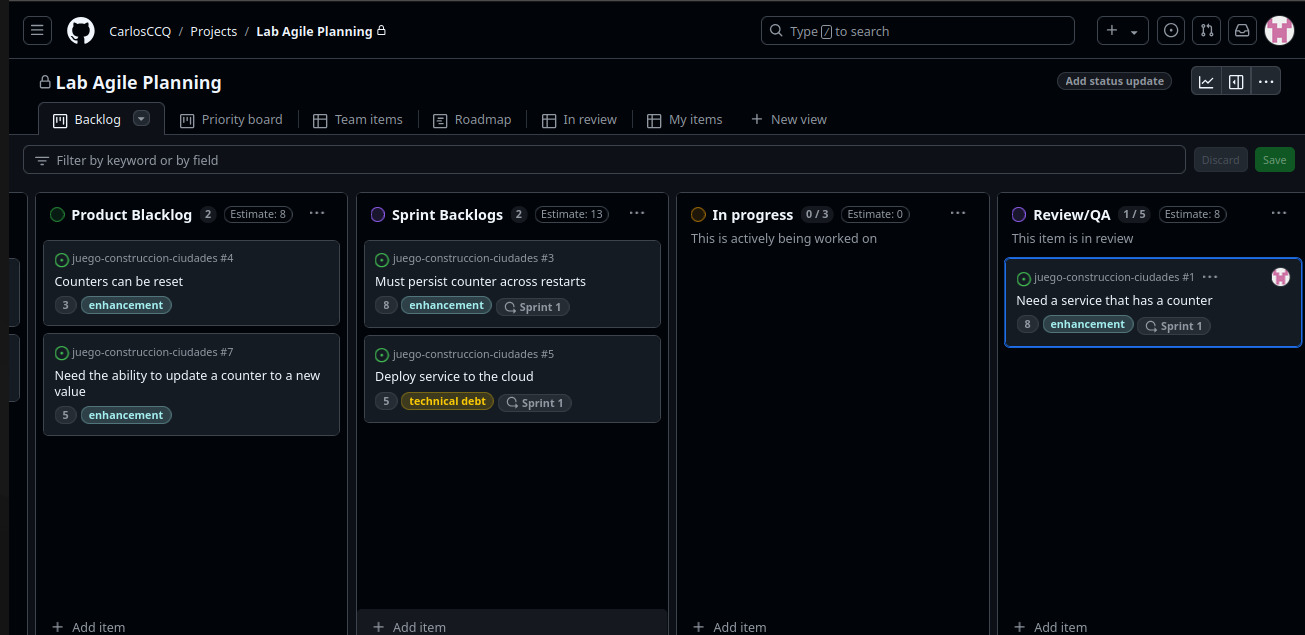 CarlosCCQ / Projects / Lab Agile Planning
Type / to search
Lab Agile Planning
Add status update
Backlog
Priority board
Team items
Roadmap
In review
My items
+ New view
Filter by keyword or by field
Discard
Save
Product Blacklog 2 Estimate: 8
juego-construccion-ciudades #4
Counters can be reset
3 enhancement
juego-construccion-ciudades #7
Need the ability to update a counter to a new
value
5 enhancement
+ Add item
Sprint Backlogs 2 Estimate: 13
juego-construccion-ciudades #3
Must persist counter across restarts
8 enhancement Sprint 1
juego-construccion-ciudades #5
Deploy service to the cloud
5 technical debt Sprint 1
+ Add item
In progress 0 / 3 Estimate: 0
This is actively being worked on
+ Add item
Review/QA 1 / 5 Estimate: 8
This item is in review
juego-construccion-ciudades #1
Need a service that has a counter
8 enhancement Sprint 1
+ Add item